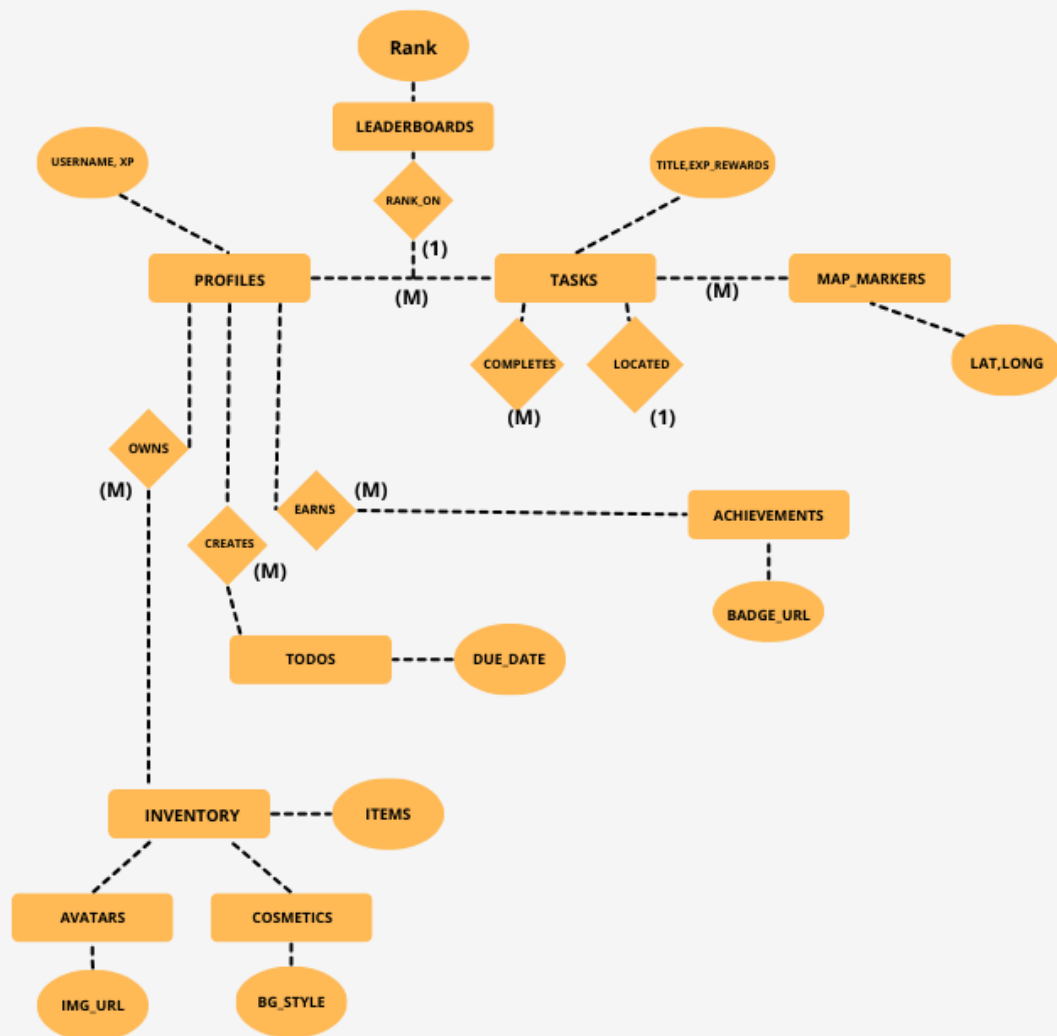 Rank
LEADERBOARDS
USERNAME, XP
TITLE,EXP_REWARDS
RANK_ON
(1)
PROFILES
TASKS
MAP_MARKERS
(M)
(M)
COMPLETES
LOCATED
LAT,LONG
(M)
(1)
OWNS
(M)
(M)
EARNS
ACHIEVEMENTS
CREATES
(M)
BADGE_URL
TODOS
DUE_DATE
INVENTORY
ITEMS
AVATARS
COSMETICS
IMG_URL
BG_STYLE